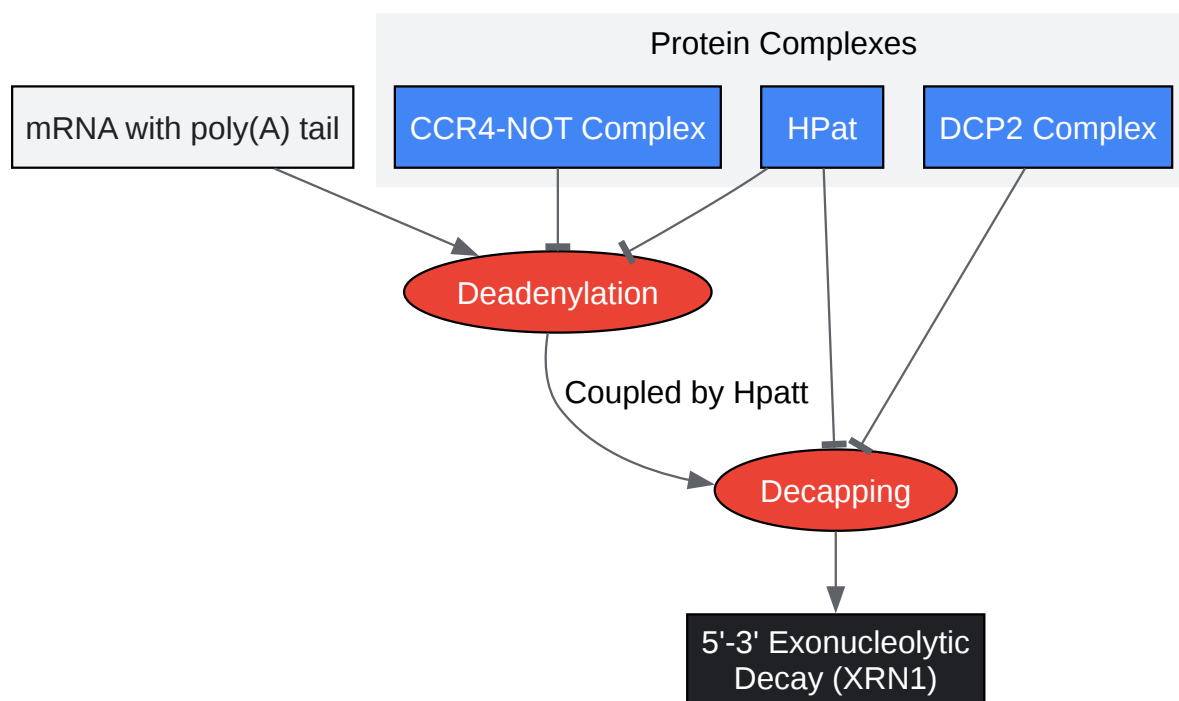 Protein Complexes
mRNA with poly(A) tail
CCR4-NOT Complex
HPat
DCP2 Complex
Deadenylation
Coupled by Hpatt
Decapping
5'-3' Exonucleolytic
Decay (XRN1)